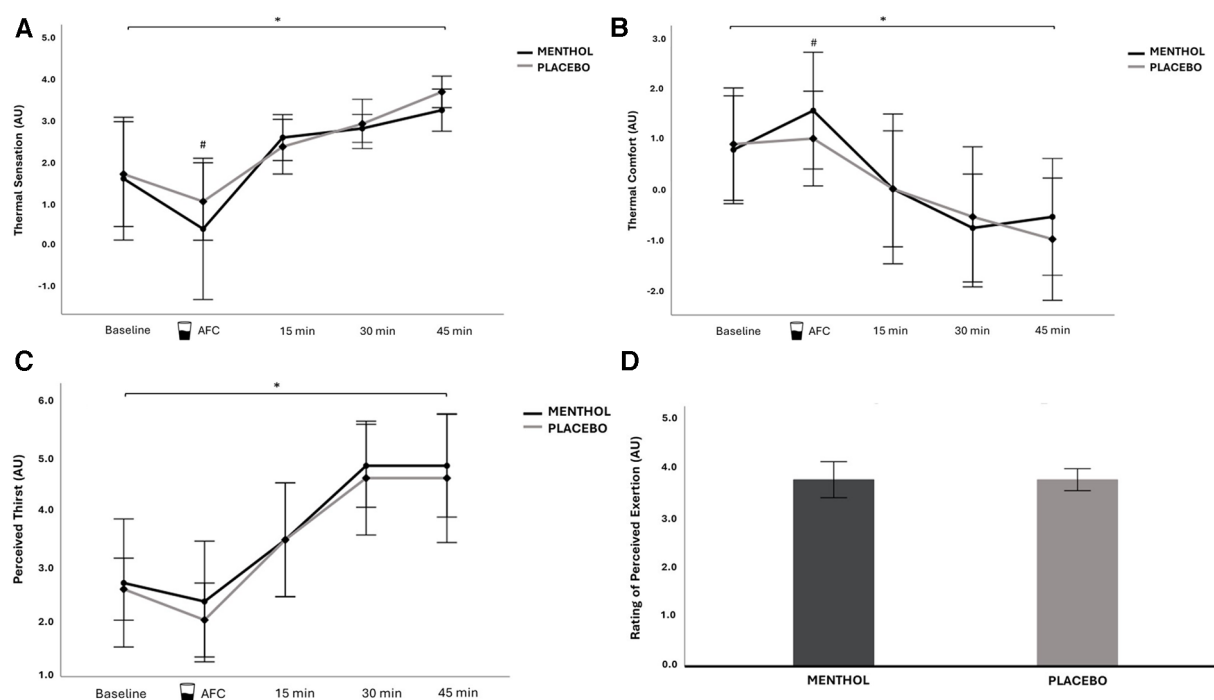 A
*
5.0
4.0
3.0
2.0
1.0
0.0
-1.0
Thermal Sensation (AU)
#
MENTHOL
PLACEBO
Baseline AFC 15 min 30 min 45 min
B
*
3.0
2.0
1.0
0.0
-1.0
-2.0
Thermal Comfort (AU)
#
MENTHOL
PLACEBO
Baseline AFC 15 min 30 min 45 min
C
*
6.0
5.0
4.0
3.0
2.0
1.0
Perceived Thirst (AU)
MENTHOL
PLACEBO
Baseline AFC 15 min 30 min 45 min
D
5.0
4.0
3.0
2.0
1.0
0.0
Rating of Perceived Exertion (AU)
MENTHOL PLACEBO